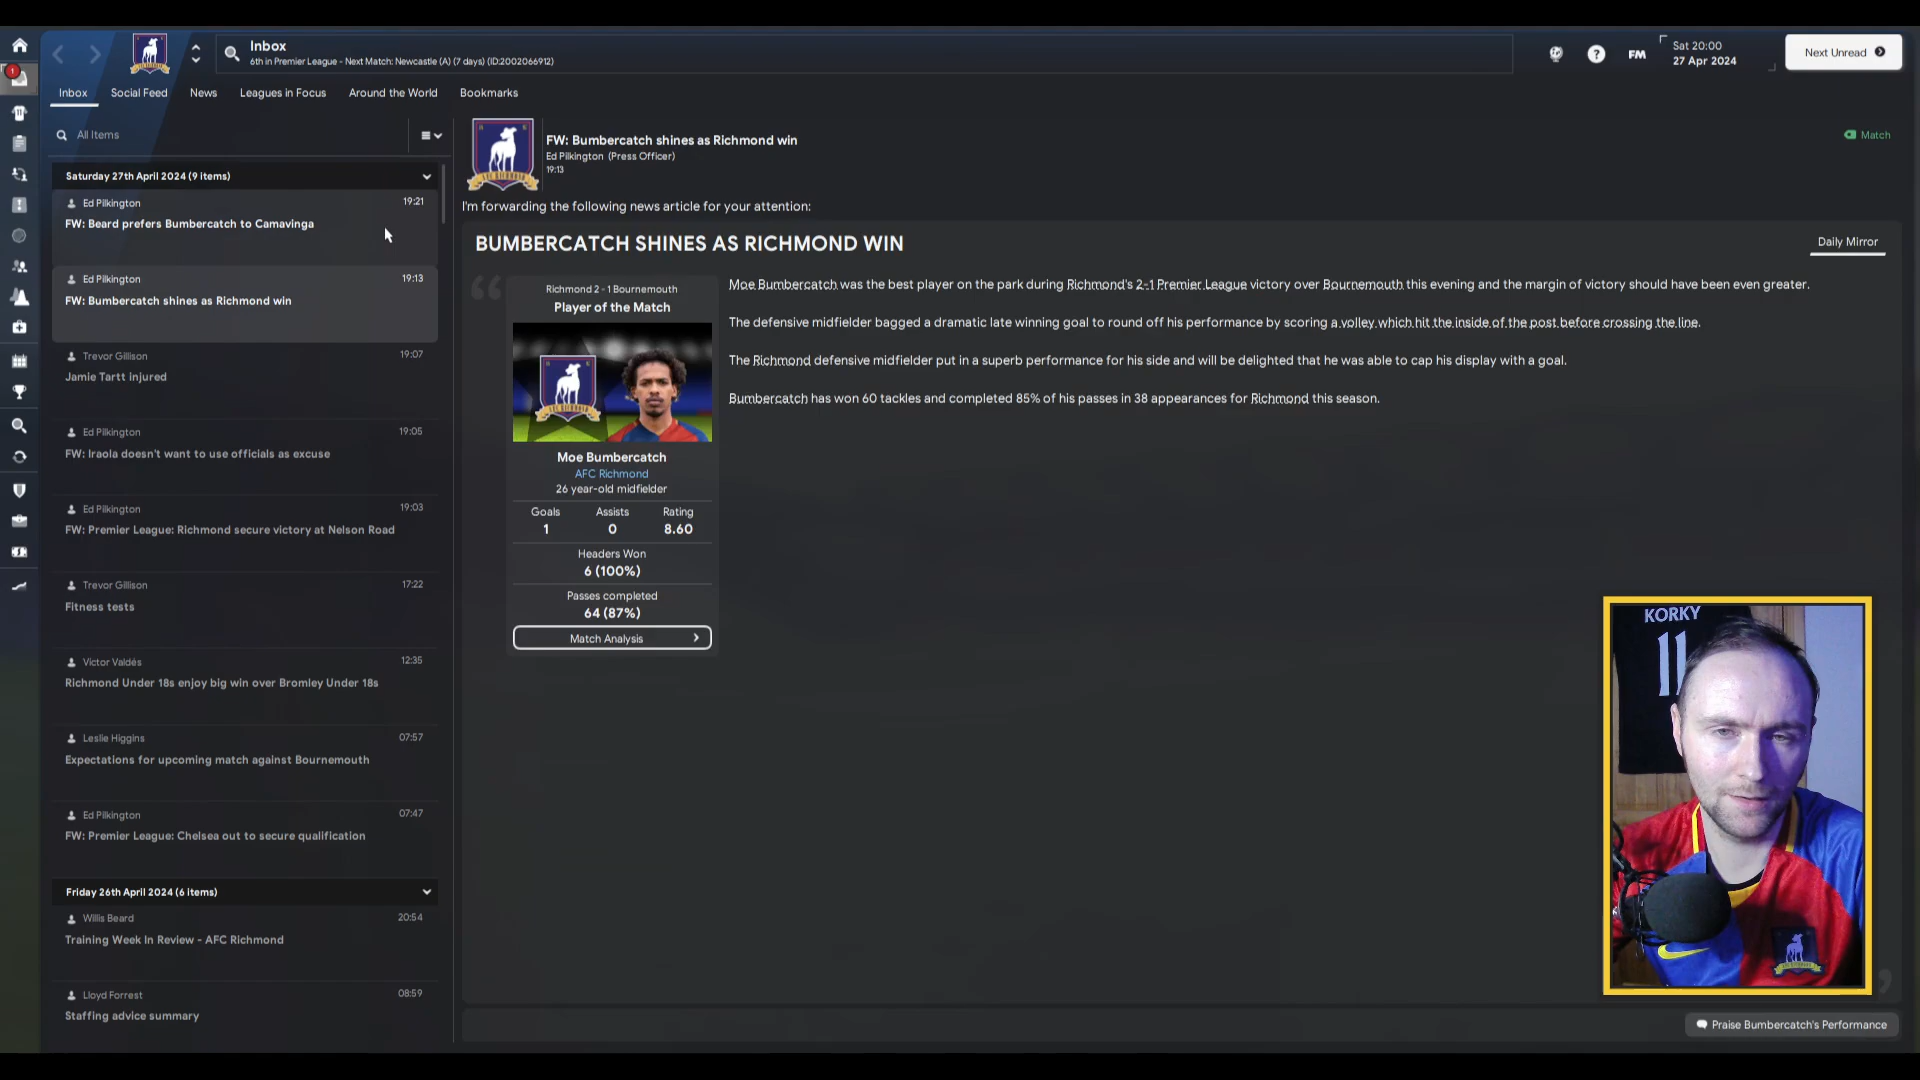 Inbox
6th in Premier League - Next Match: Newcastle (A) (7 days) (ID:2002066912)
FM
Sat 20:00
27 Apr 2024
Next Unread
1
Inbox
Social Feed
News
Leagues in Focus
Around the World
Bookmarks
All Items
Saturday 27th April 2024 (9 items)
Ed Pilkington 19:21
FW: Beard prefers Bumbercatch to Camavinga
Ed Pilkington 19:13
FW: Bumbercatch shines as Richmond win
Trevor Gillison 19:07
Jamie Tartt injured
Ed Pilkington 19:05
FW: Iraola doesn't want to use officials as excuse
Ed Pilkington 19:03
FW: Premier League: Richmond secure victory at Nelson Road
Trevor Gillison 17:22
Fitness tests
Victor Valdés 12:35
Richmond Under 18s enjoy big win over Bromley Under 18s
Leslie Higgins 07:57
Expectations for upcoming match against Bournemouth
Ed Pilkington 07:47
FW: Premier League: Chelsea out to secure qualification
Friday 26th April 2024 (6 items)
Willis Beard 20:54
Training Week In Review - AFC Richmond
Lloyd Forrest 08:59
Staffing advice summary
FW: Bumbercatch shines as Richmond win
Ed Pilkington (Press Officer)
19:13
Match
I'm forwarding the following news article for your attention:
BUMBERCATCH SHINES AS RICHMOND WIN
Daily Mirror
Richmond 2 - 1 Bournemouth
Player of the Match
Moe Bumbercatch
AFC Richmond
26 year-old midfielder
Goals Assists Rating
1 0 8.60
Headers Won
6 (100%)
Passes completed
64 (87%)
Match Analysis
Moe Bumbercatch was the best player on the park during Richmond's 2-1 Premier League victory over Bournemouth this evening and the margin of victory should have been even greater.
The defensive midfielder bagged a dramatic late winning goal to round off his performance by scoring a volley which hit the inside of the post before crossing the line.
The Richmond defensive midfielder put in a superb performance for his side and will be delighted that he was able to cap his display with a goal.
Bumbercatch has won 60 tackles and completed 85% of his passes in 38 appearances for Richmond this season.
KORKY
11
Praise Bumbercatch's Performance